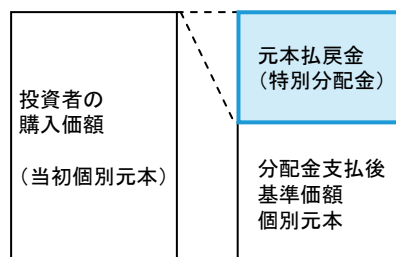 投資者の
購入価額
（当初個別元本）
元本払戻金
（特別分配金）
分配金支払後
基準価額
個別元本